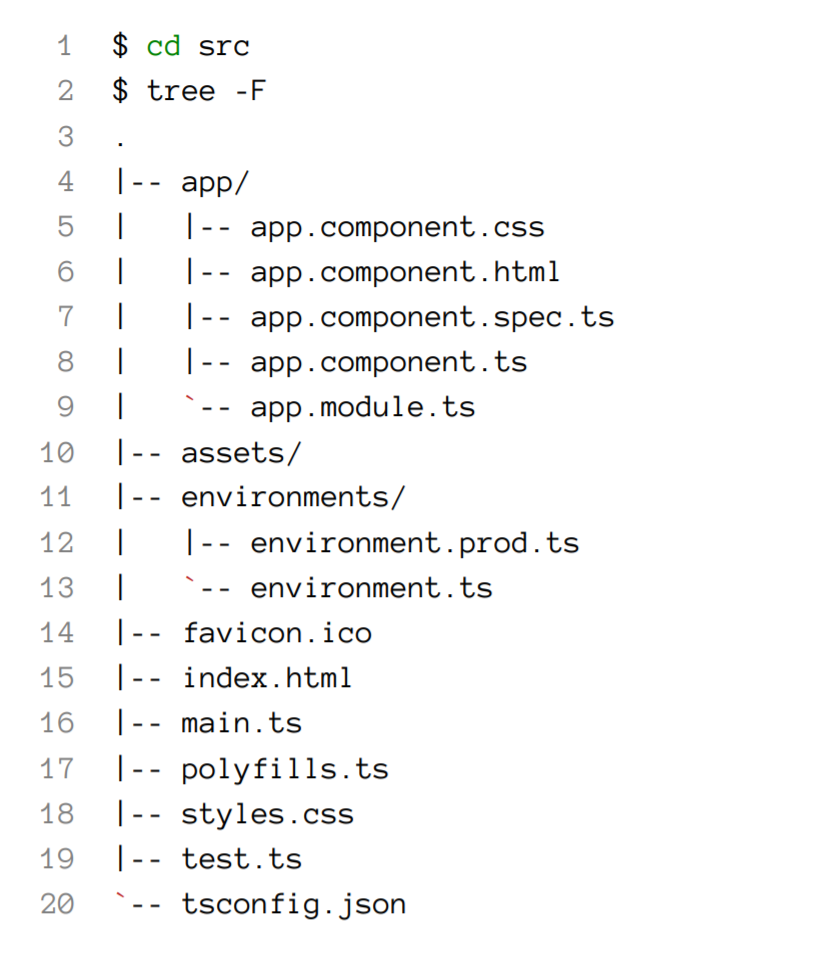 1 $ cd src
2 $ tree -F
3 .
4 |-- app/
5 |   |-- app.component.css
6 |   |-- app.component.html
7 |   |-- app.component.spec.ts
8 |   |-- app.component.ts
9 |   `-- app.module.ts
10 |-- assets/
11 |-- environments/
12 |   |-- environment.prod.ts
13 |   `-- environment.ts
14 |-- favicon.ico
15 |-- index.html
16 |-- main.ts
17 |-- polyfills.ts
18 |-- styles.css
19 |-- test.ts
20 `-- tsconfig.json